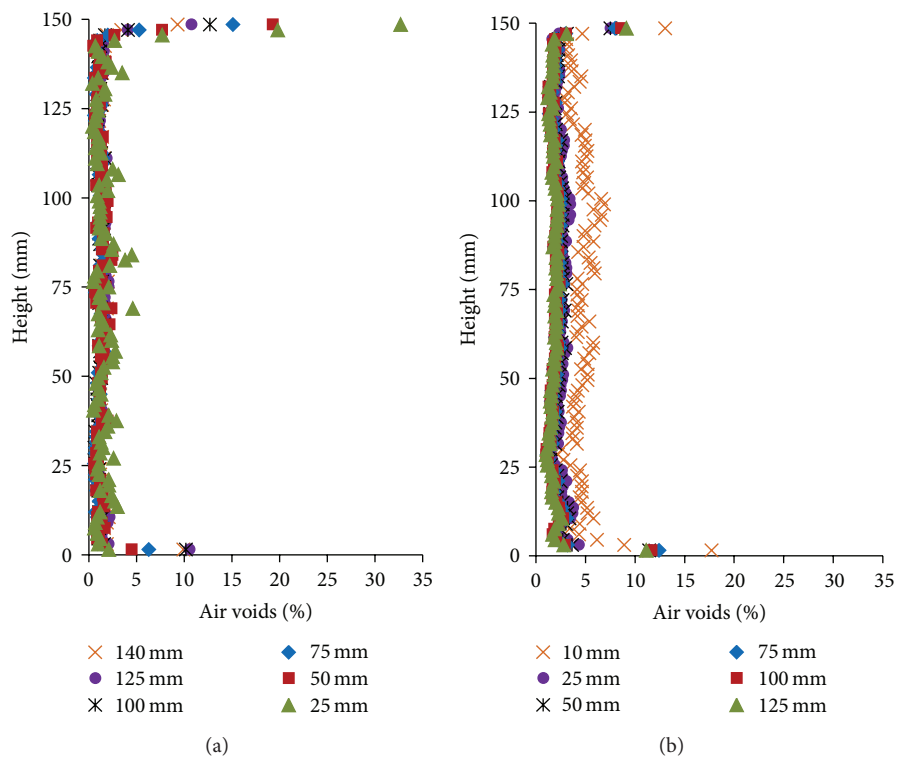 150
125
100
75
50
25
0
Height (mm)
0 5 10 15 20 25 30 35
Air voids (%)
140 mm 75 mm
125 mm 50 mm
100 mm 25 mm
(a)
150
125
100
75
50
25
0
Height (mm)
0 5 10 15 20 25 30 35
Air voids (%)
10 mm 75 mm
25 mm 100 mm
50 mm 125 mm
(b)